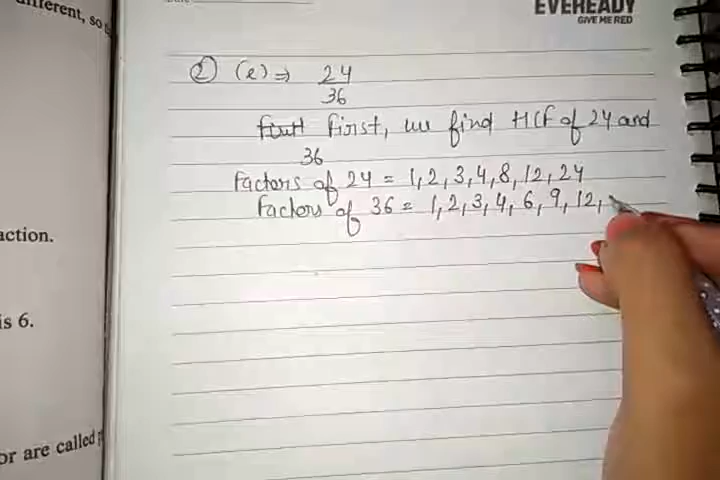 EVEREADY
GIVE ME RED
ifferent, so
② (e) ⇒ 24/36
First, we find HCF of 24 and
36
Factors of 24 = 1, 2, 3, 4, 8, 12, 24
Factors of 36 = 1, 2, 3, 4, 6, 9, 12,
action.
is 6.
or are called